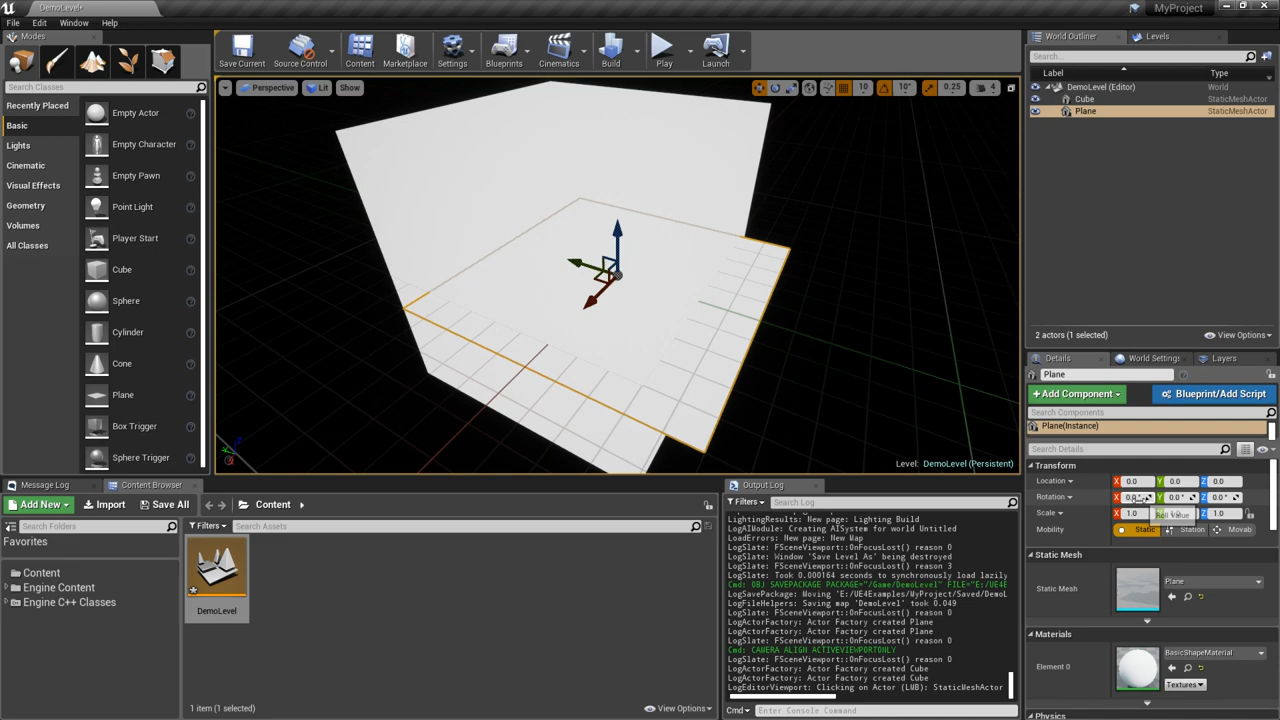 DemoLevel*
MyProject
File Edit Window Help
Modes
Search Classes
Recently Placed
Basic
Lights
Cinematic
Visual Effects
Geometry
Volumes
All Classes
Empty Actor
Empty Character
Empty Pawn
Point Light
Player Start
Cube
Sphere
Cylinder
Cone
Plane
Box Trigger
Sphere Trigger
Save Current
Source Control
Content
Marketplace
Settings
Blueprints
Cinematics
Build
Play
Launch
Perspective Lit Show
10 10° 0.25 4
Level: DemoLevel (Persistent)
World Outliner Levels
Search...
Label Type
DemoLevel (Editor) World
Cube StaticMeshActor
Plane StaticMeshActor
2 actors (1 selected) View Options
Details World Settings Layers
Plane
+Add Component Blueprint/Add Script
Search Components
Plane(Instance)
Search Details
Transform
Location X 0.0 Y 0.0 Z 0.0
Rotation X 0.0 ° Y 0.0 ° Z 0.0 °
Scale X 1.0 1.0 Z 1.0
Roll Value
Mobility Static Station Movab
Static Mesh
Static Mesh Plane
Materials
Element 0 BasicShapeMaterial
Textures
Physics
Message Log Content Browser
Add New Import Save All Content
Search Folders
Favorites
Content
Engine Content
Engine C++ Classes
Filters Search Assets
DemoLevel
1 item (1 selected) View Options
Output Log
Filters Search Log
LightingResults: New page: Lighting Build
LogAIModule: Creating AISystem for world Untitled
LoadErrors: New page: New Map
LogSlate: FSceneViewport::OnFocusLost() reason 0
LogSlate: Window 'Save Level As' being destroyed
LogSlate: FSceneViewport::OnFocusLost() reason 3
LogSlate: Took 0.000164 seconds to synchronously load lazily
Cmd: OBJ SAVEPACKAGE PACKAGE="/Game/DemoLevel" FILE="E:/UE4E
LogSavePackage: Moving 'E:/UE4Examples/MyProject/Saved/DemoL
LogFileHelpers: Saving map 'DemoLevel' took 0.049
LogSlate: FSceneViewport::OnFocusLost() reason 0
LogActorFactory: Actor Factory created Plane
LogActorFactory: Actor Factory created Plane
LogSlate: FSceneViewport::OnFocusLost() reason 0
Cmd: CAMERA ALIGN ACTIVEVIEWPORTONLY
LogSlate: FSceneViewport::OnFocusLost() reason 0
LogActorFactory: Actor Factory created Cube
LogActorFactory: Actor Factory created Cube
LogEditorViewport: Clicking on Actor (LMB): StaticMeshActor
Cmd Enter Console Command